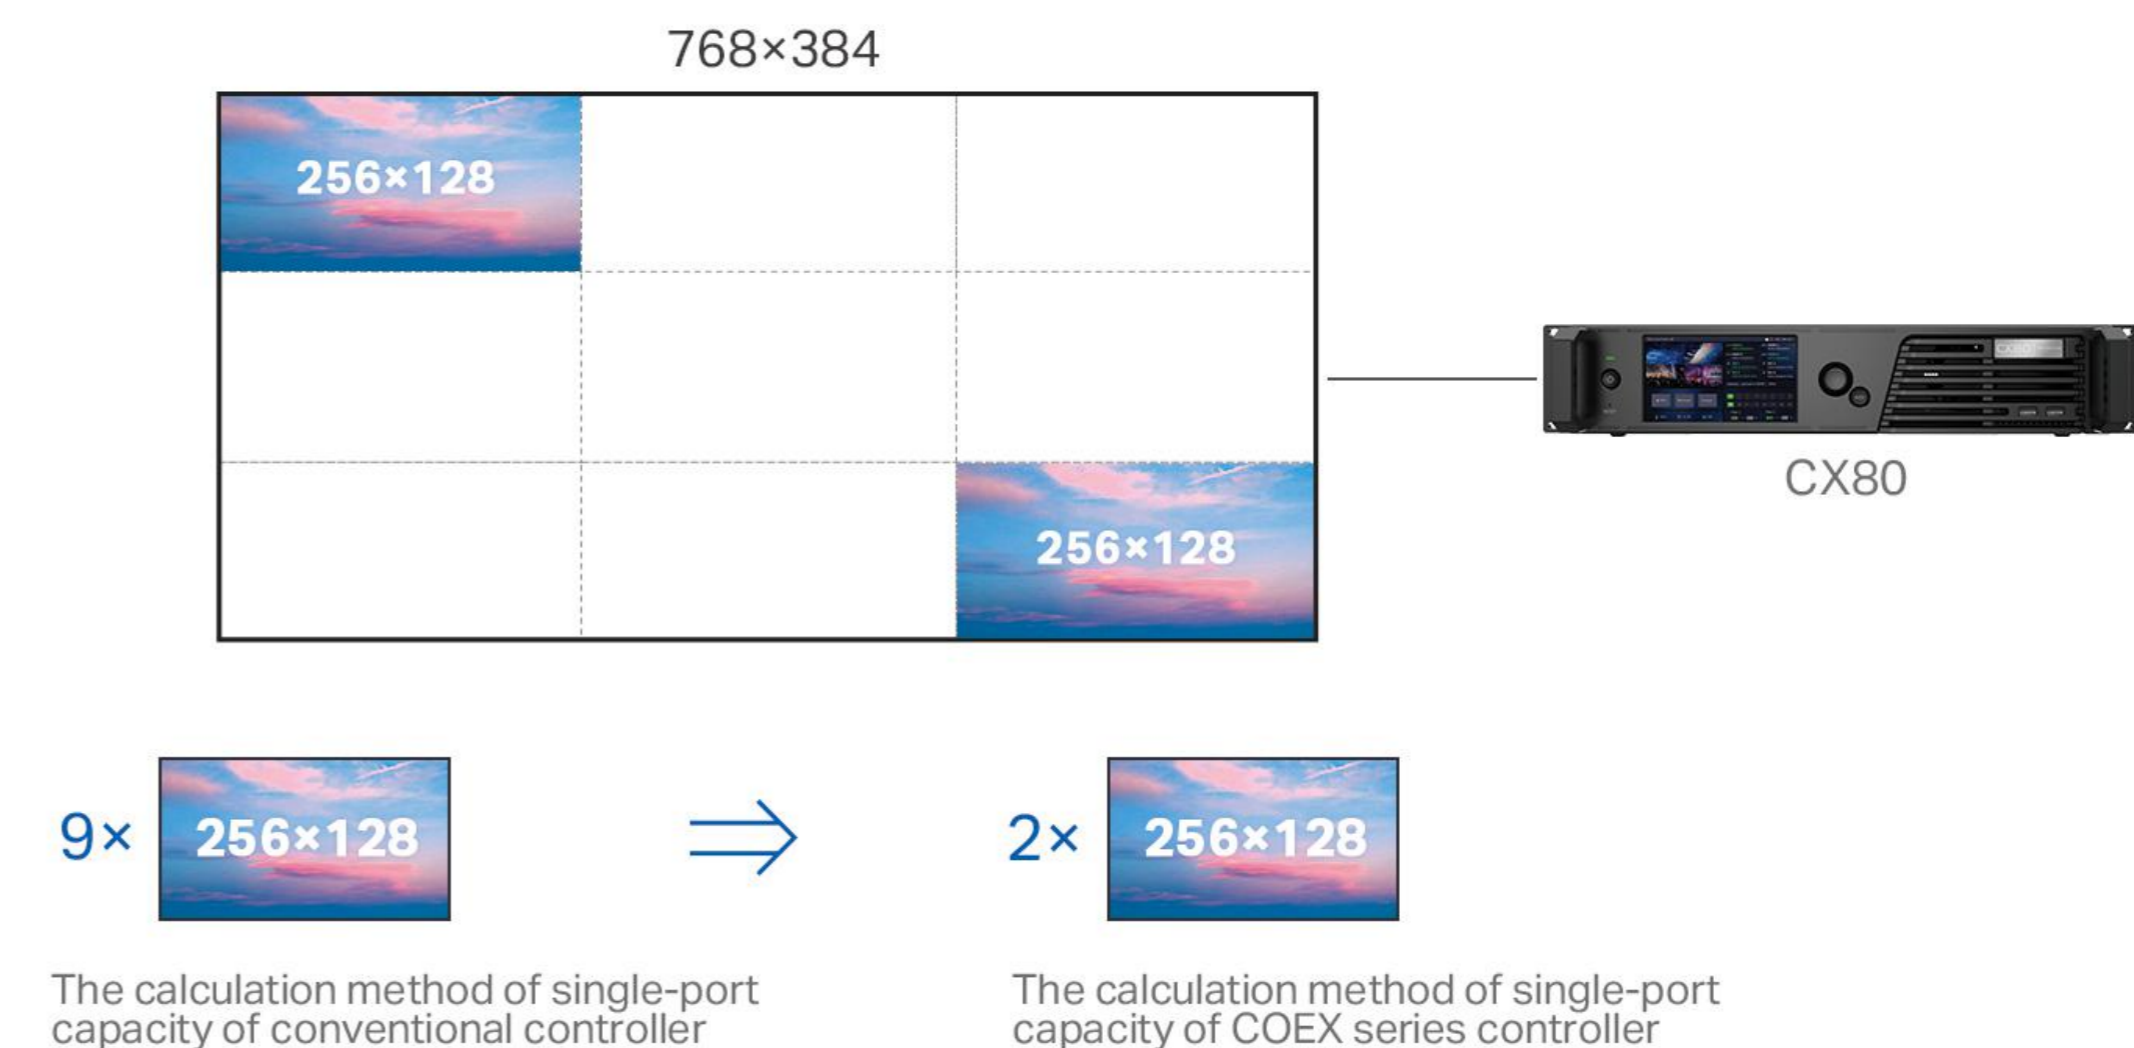 768×384
256×128
256×128
CX80
9×
256×128
2×
256×128
The calculation method of single-port
capacity of conventional controller
The calculation method of single-port
capacity of COEX series controller